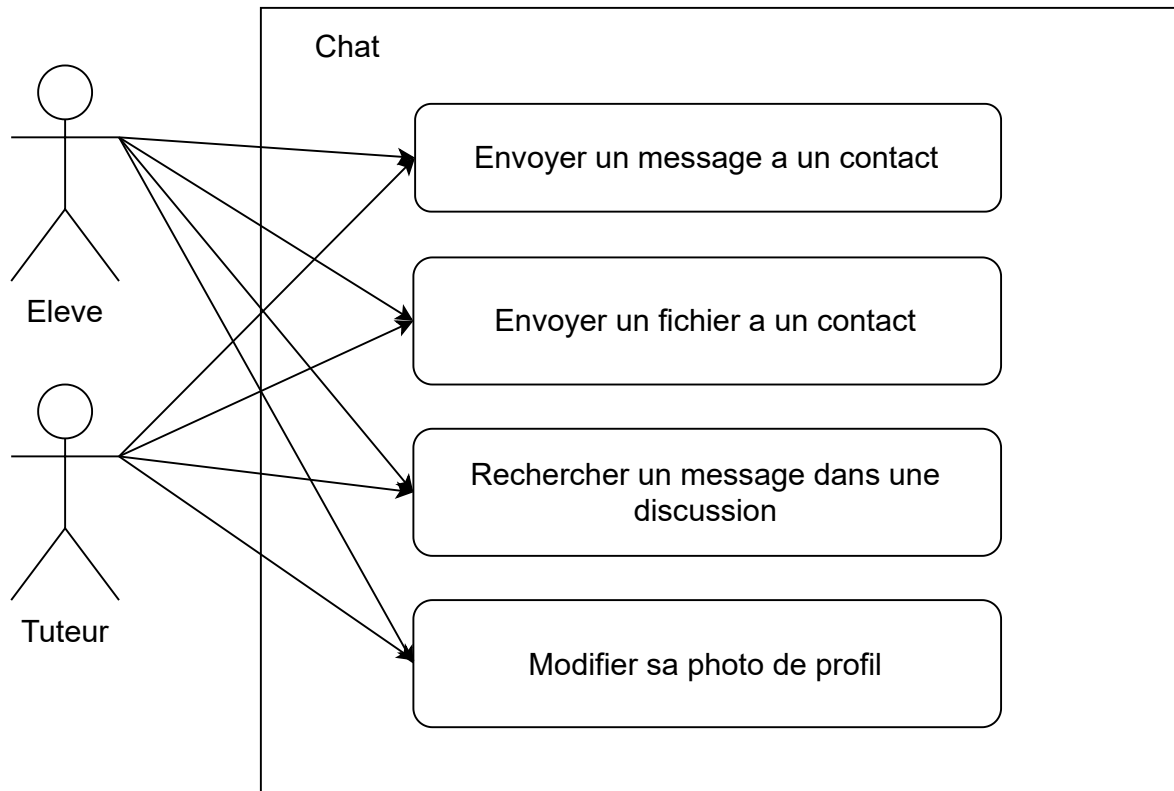 Chat
Envoyer un message a un contact
Eleve
Envoyer un fichier a un contact
Rechercher un message dans une
discussion
Tuteur
Modifier sa photo de profil